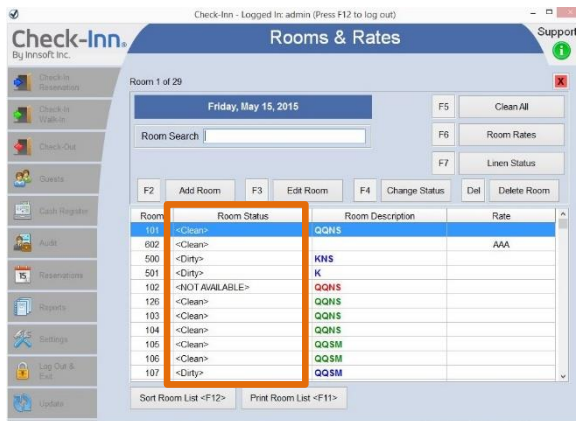 Check-Inn - Logged In: admin (Press F12 to log out)
Check-Inn®
By Innsoft Inc.
Rooms & Rates
Support
Check-In
Reservation
Check-In
Walk-in
Check-Out
Guests
Cash Register
Audit
15 Reservations
Reports
Settings
Log Out &
Exit
Update
Room 1 of 29
X
Friday, May 15, 2015
F5 Clean All
Room Search
F6 Room Rates
F7 Linen Status
F2 Add Room F3 Edit Room F4 Change Status Del Delete Room
Room Room Status Room Description Rate
101 <Clean> QQNS
602 <Clean> AAA
500 <Dirty> KNS
501 <Dirty> K
102 <NOT AVAILABLE> QQNS
126 <Clean> QQNS
103 <Clean> QQNS
104 <Clean> QQNS
105 <Clean> QQSM
106 <Clean> QQSM
107 <Dirty> QQSM
Sort Room List <F12> Print Room List <F11>